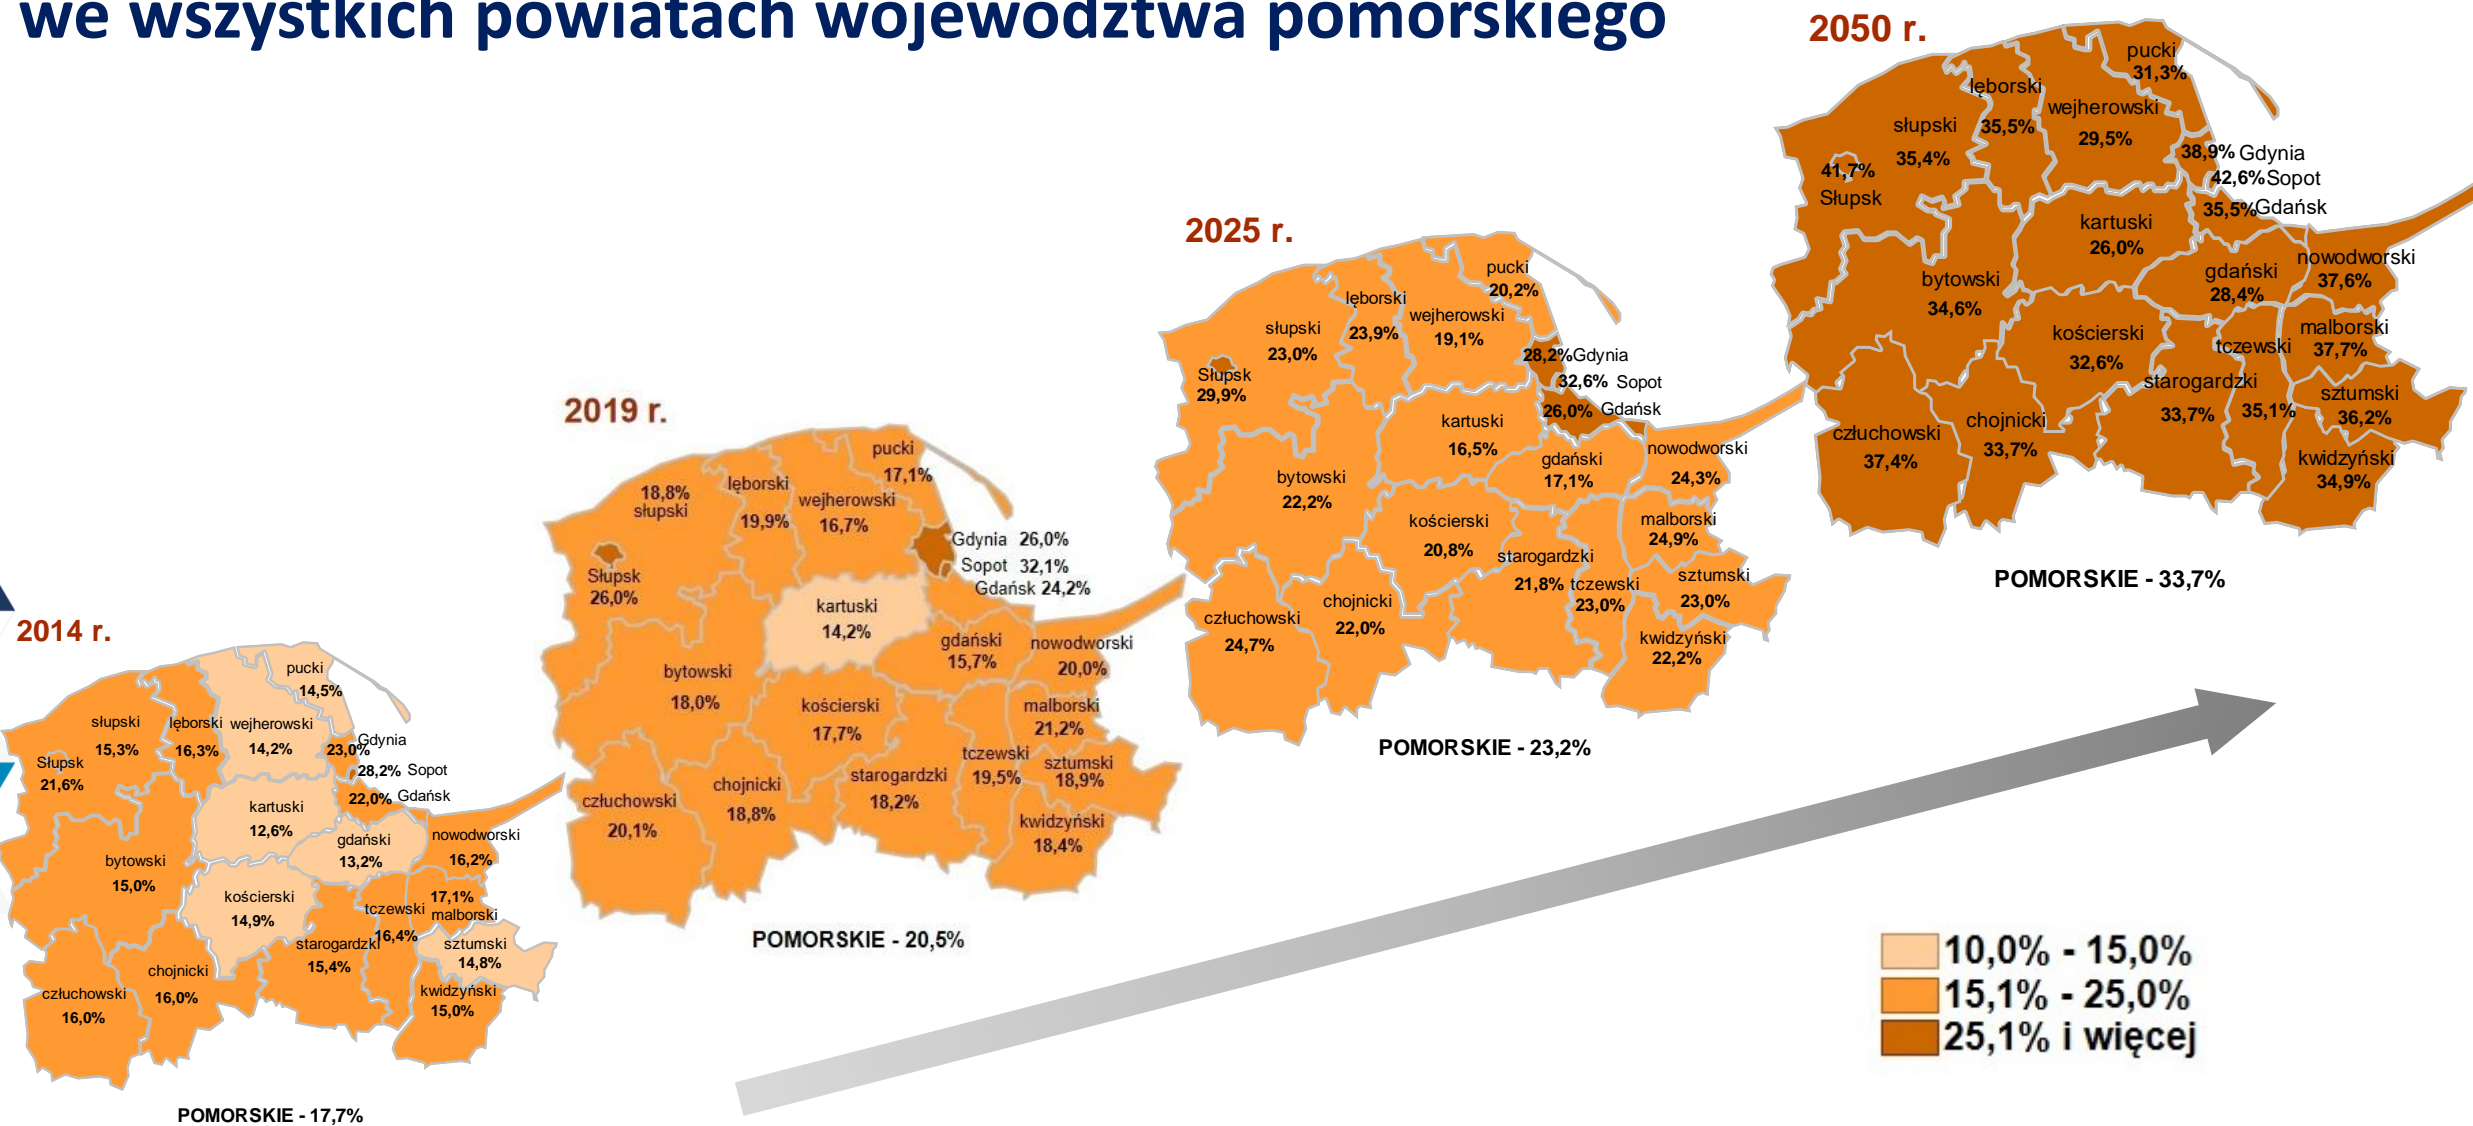 we wszystkich powiatach województwa pomorskiego
2014 r.
pucki
14,5%
słupski
15,3%
lęborski
16,3%
wejherowski
14,2%
Gdynia
23,0%
Słupsk
21,6%
28,2% Sopot
22,0% Gdańsk
kartuski
12,6%
nowodworski
16,2%
gdański
13,2%
bytowski
15,0%
kościerski
14,9%
17,1%
malborski
tczewski
16,4%
starogardzki
15,4%
sztumski
14,8%
chojnicki
16,0%
człuchowski
16,0%
kwidzyński
15,0%
POMORSKIE - 17,7%
2019 r.
pucki
17,1%
18,8%
słupski
lęborski
19,9%
wejherowski
16,7%
Gdynia 26,0%
Sopot 32,1%
Gdańsk 24,2%
Słupsk
26,0%
kartuski
14,2%
gdański
15,7%
nowodworski
20,0%
bytowski
18,0%
kościerski
17,7%
malborski
21,2%
tczewski
19,5%
sztumski
18,9%
starogardzki
18,2%
chojnicki
18,8%
człuchowski
20,1%
kwidzyński
18,4%
POMORSKIE - 20,5%
2025 r.
pucki
20,2%
lęborski
23,9%
wejherowski
19,1%
słupski
23,0%
28,2% Gdynia
32,6% Sopot
26,0% Gdańsk
Słupsk
29,9%
kartuski
16,5%
nowodworski
24,3%
gdański
17,1%
bytowski
22,2%
kościerski
20,8%
malborski
24,9%
starogardzki
21,8%
tczewski
23,0%
sztumski
23,0%
chojnicki
22,0%
człuchowski
24,7%
kwidzyński
22,2%
POMORSKIE - 23,2%
2050 r.
pucki
31,3%
lęborski
35,5%
wejherowski
29,5%
słupski
35,4%
38,9% Gdynia
42,6% Sopot
35,5% Gdańsk
41,7%
Słupsk
kartuski
26,0%
nowodworski
37,6%
gdański
28,4%
bytowski
34,6%
kościerski
32,6%
malborski
37,7%
tczewski
35,1%
starogardzki
33,7%
sztumski
36,2%
chojnicki
33,7%
człuchowski
37,4%
kwidzyński
34,9%
POMORSKIE - 33,7%
10,0% - 15,0%
15,1% - 25,0%
25,1% i więcej